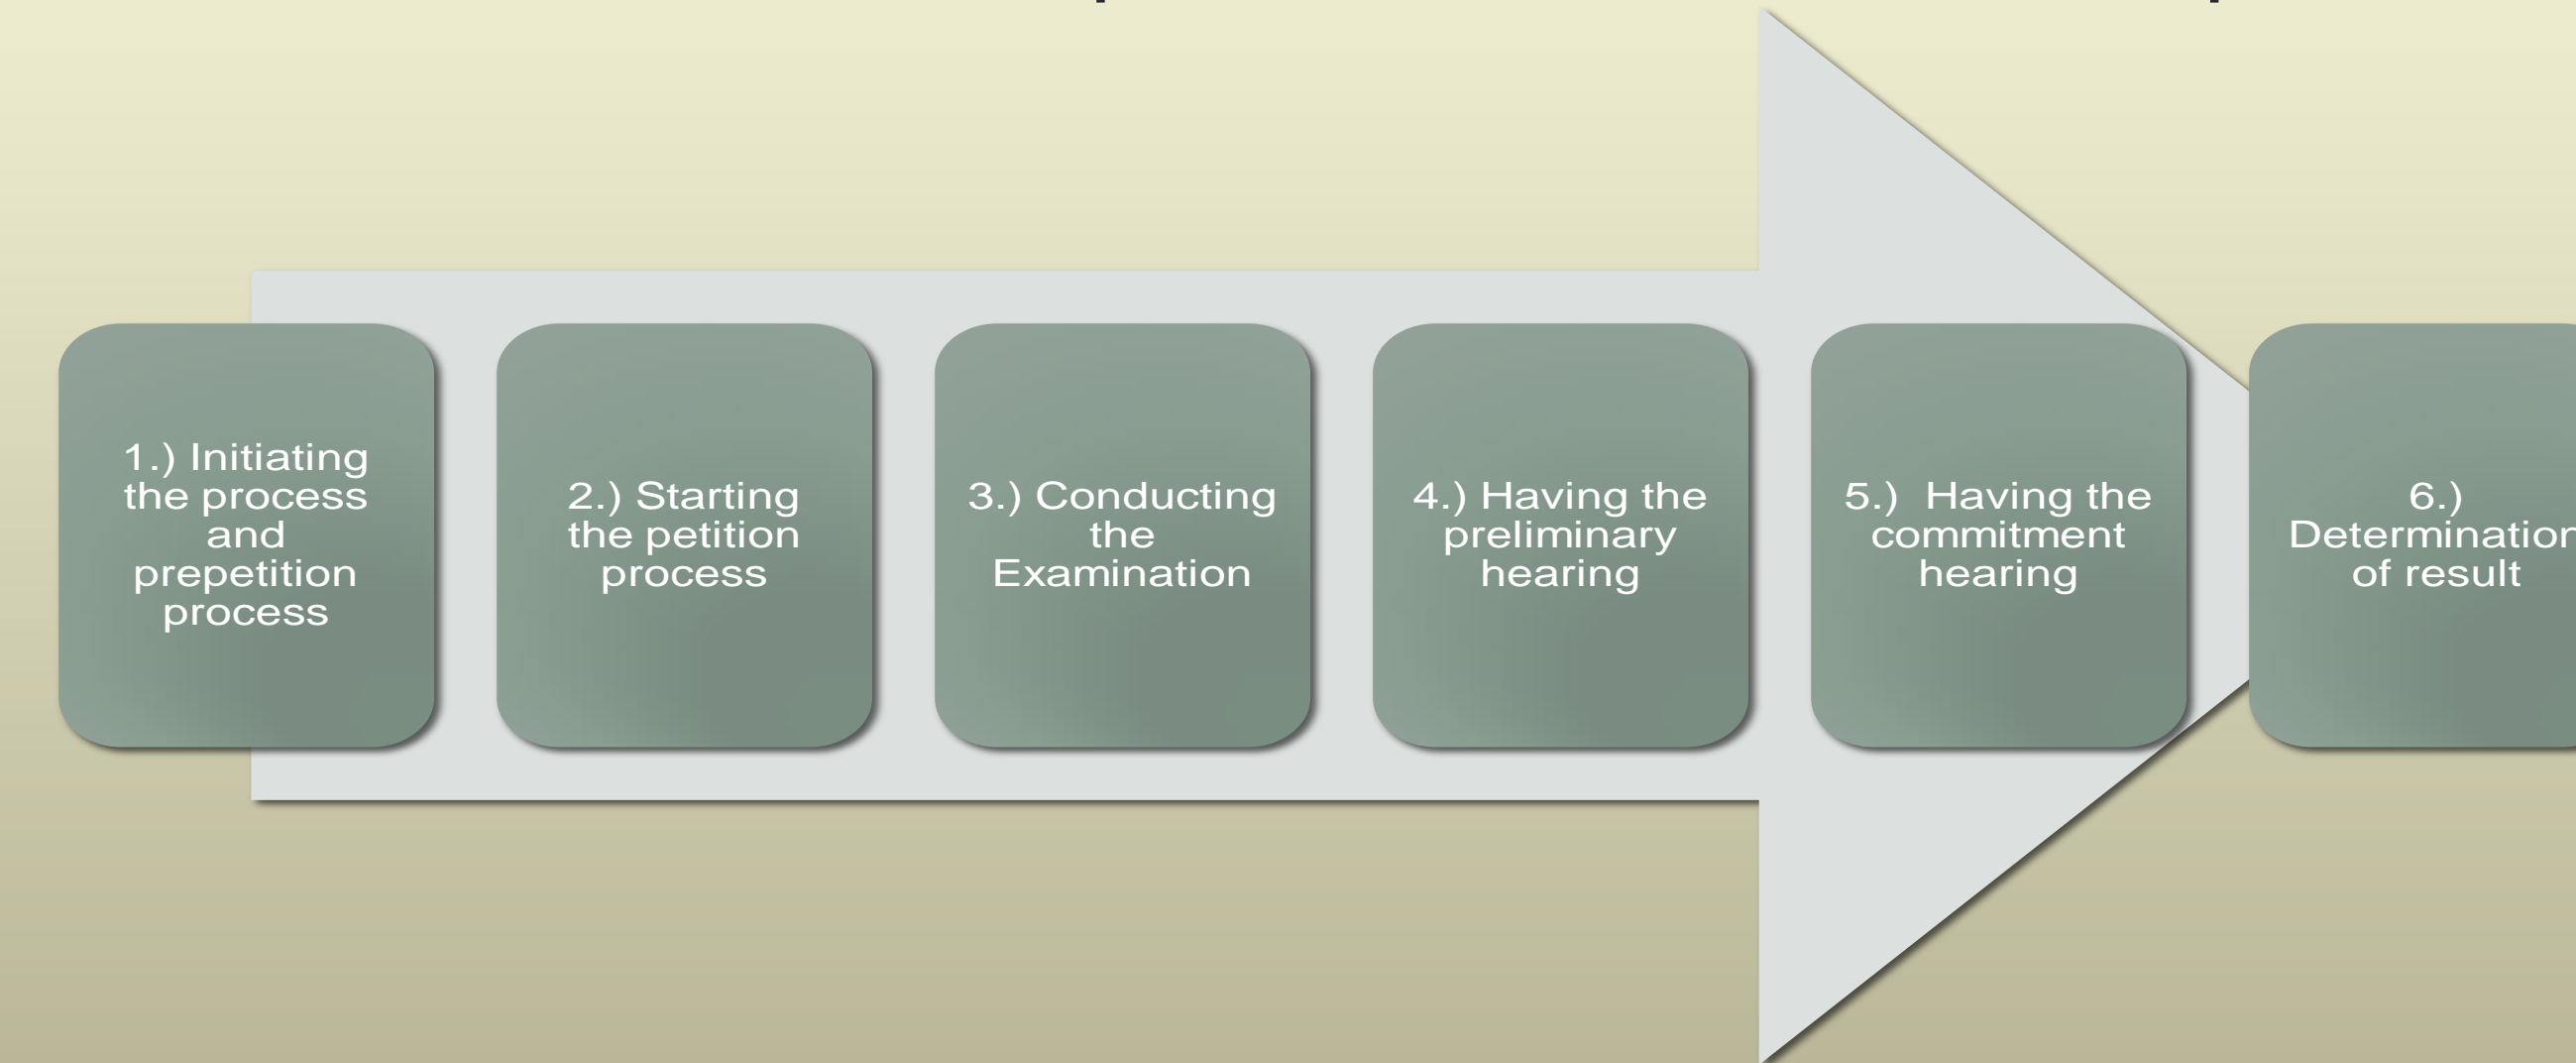 1.) Initiating
the process
and
prepetition
process
2.) Starting
the petition
process
3.) Conducting
the
Examination
4.) Having the
preliminary
hearing
5.)  Having the
commitment
hearing
6.)
Determination
of result